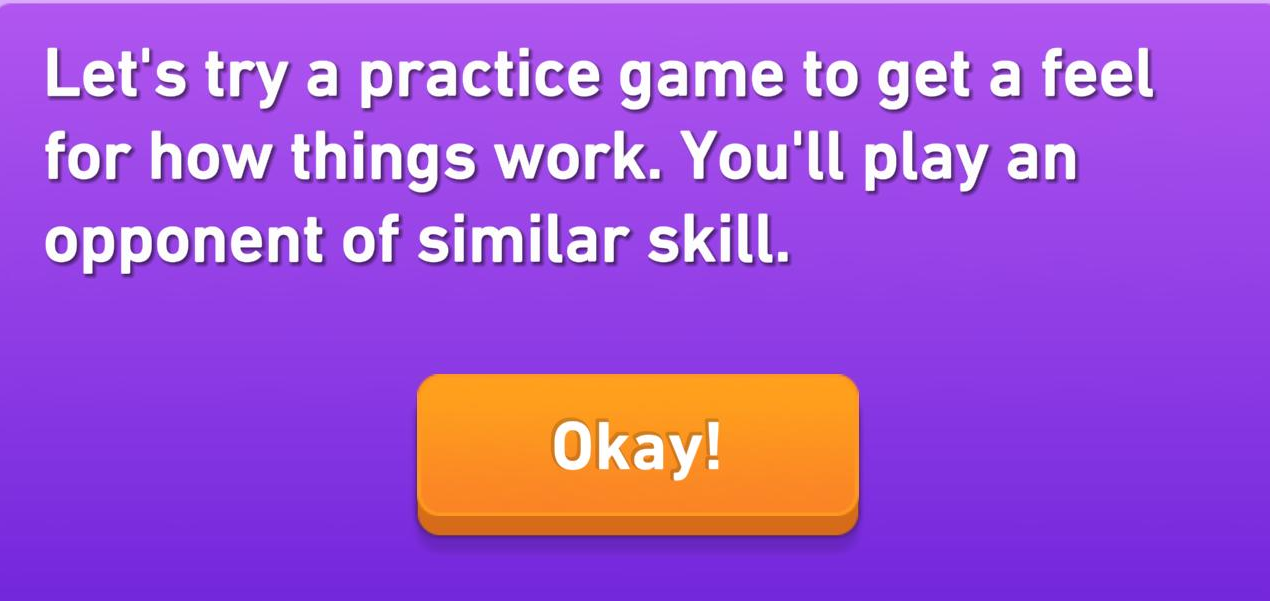 Let's try a practice game to get a feel
for how things work. You'll play an
opponent of similar skill.
Okay!